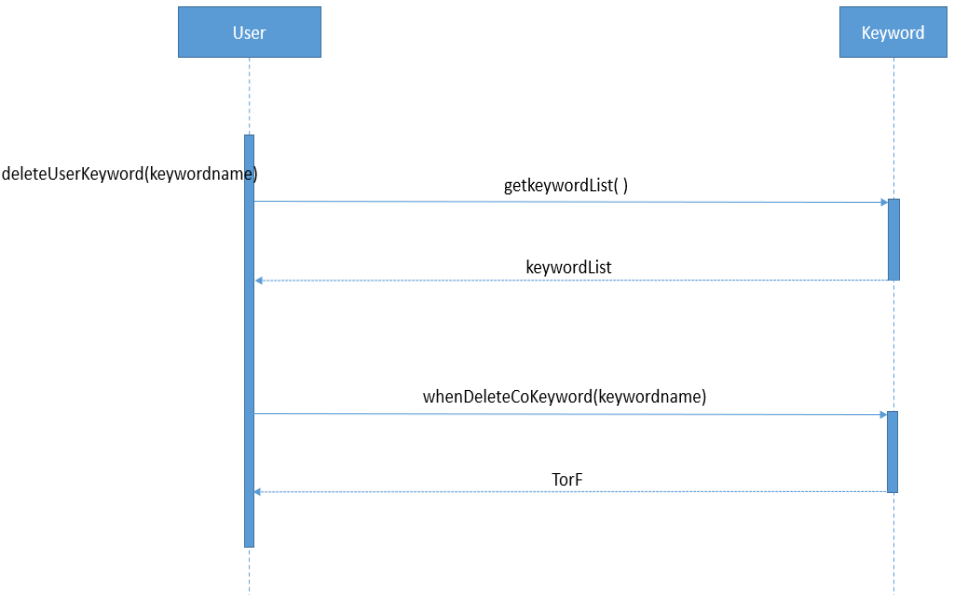 User
Keyword
deleteUserKeyword(keywordname)
getkeywordList( )
keywordList
whenDeleteCoKeyword(keywordname)
TorF